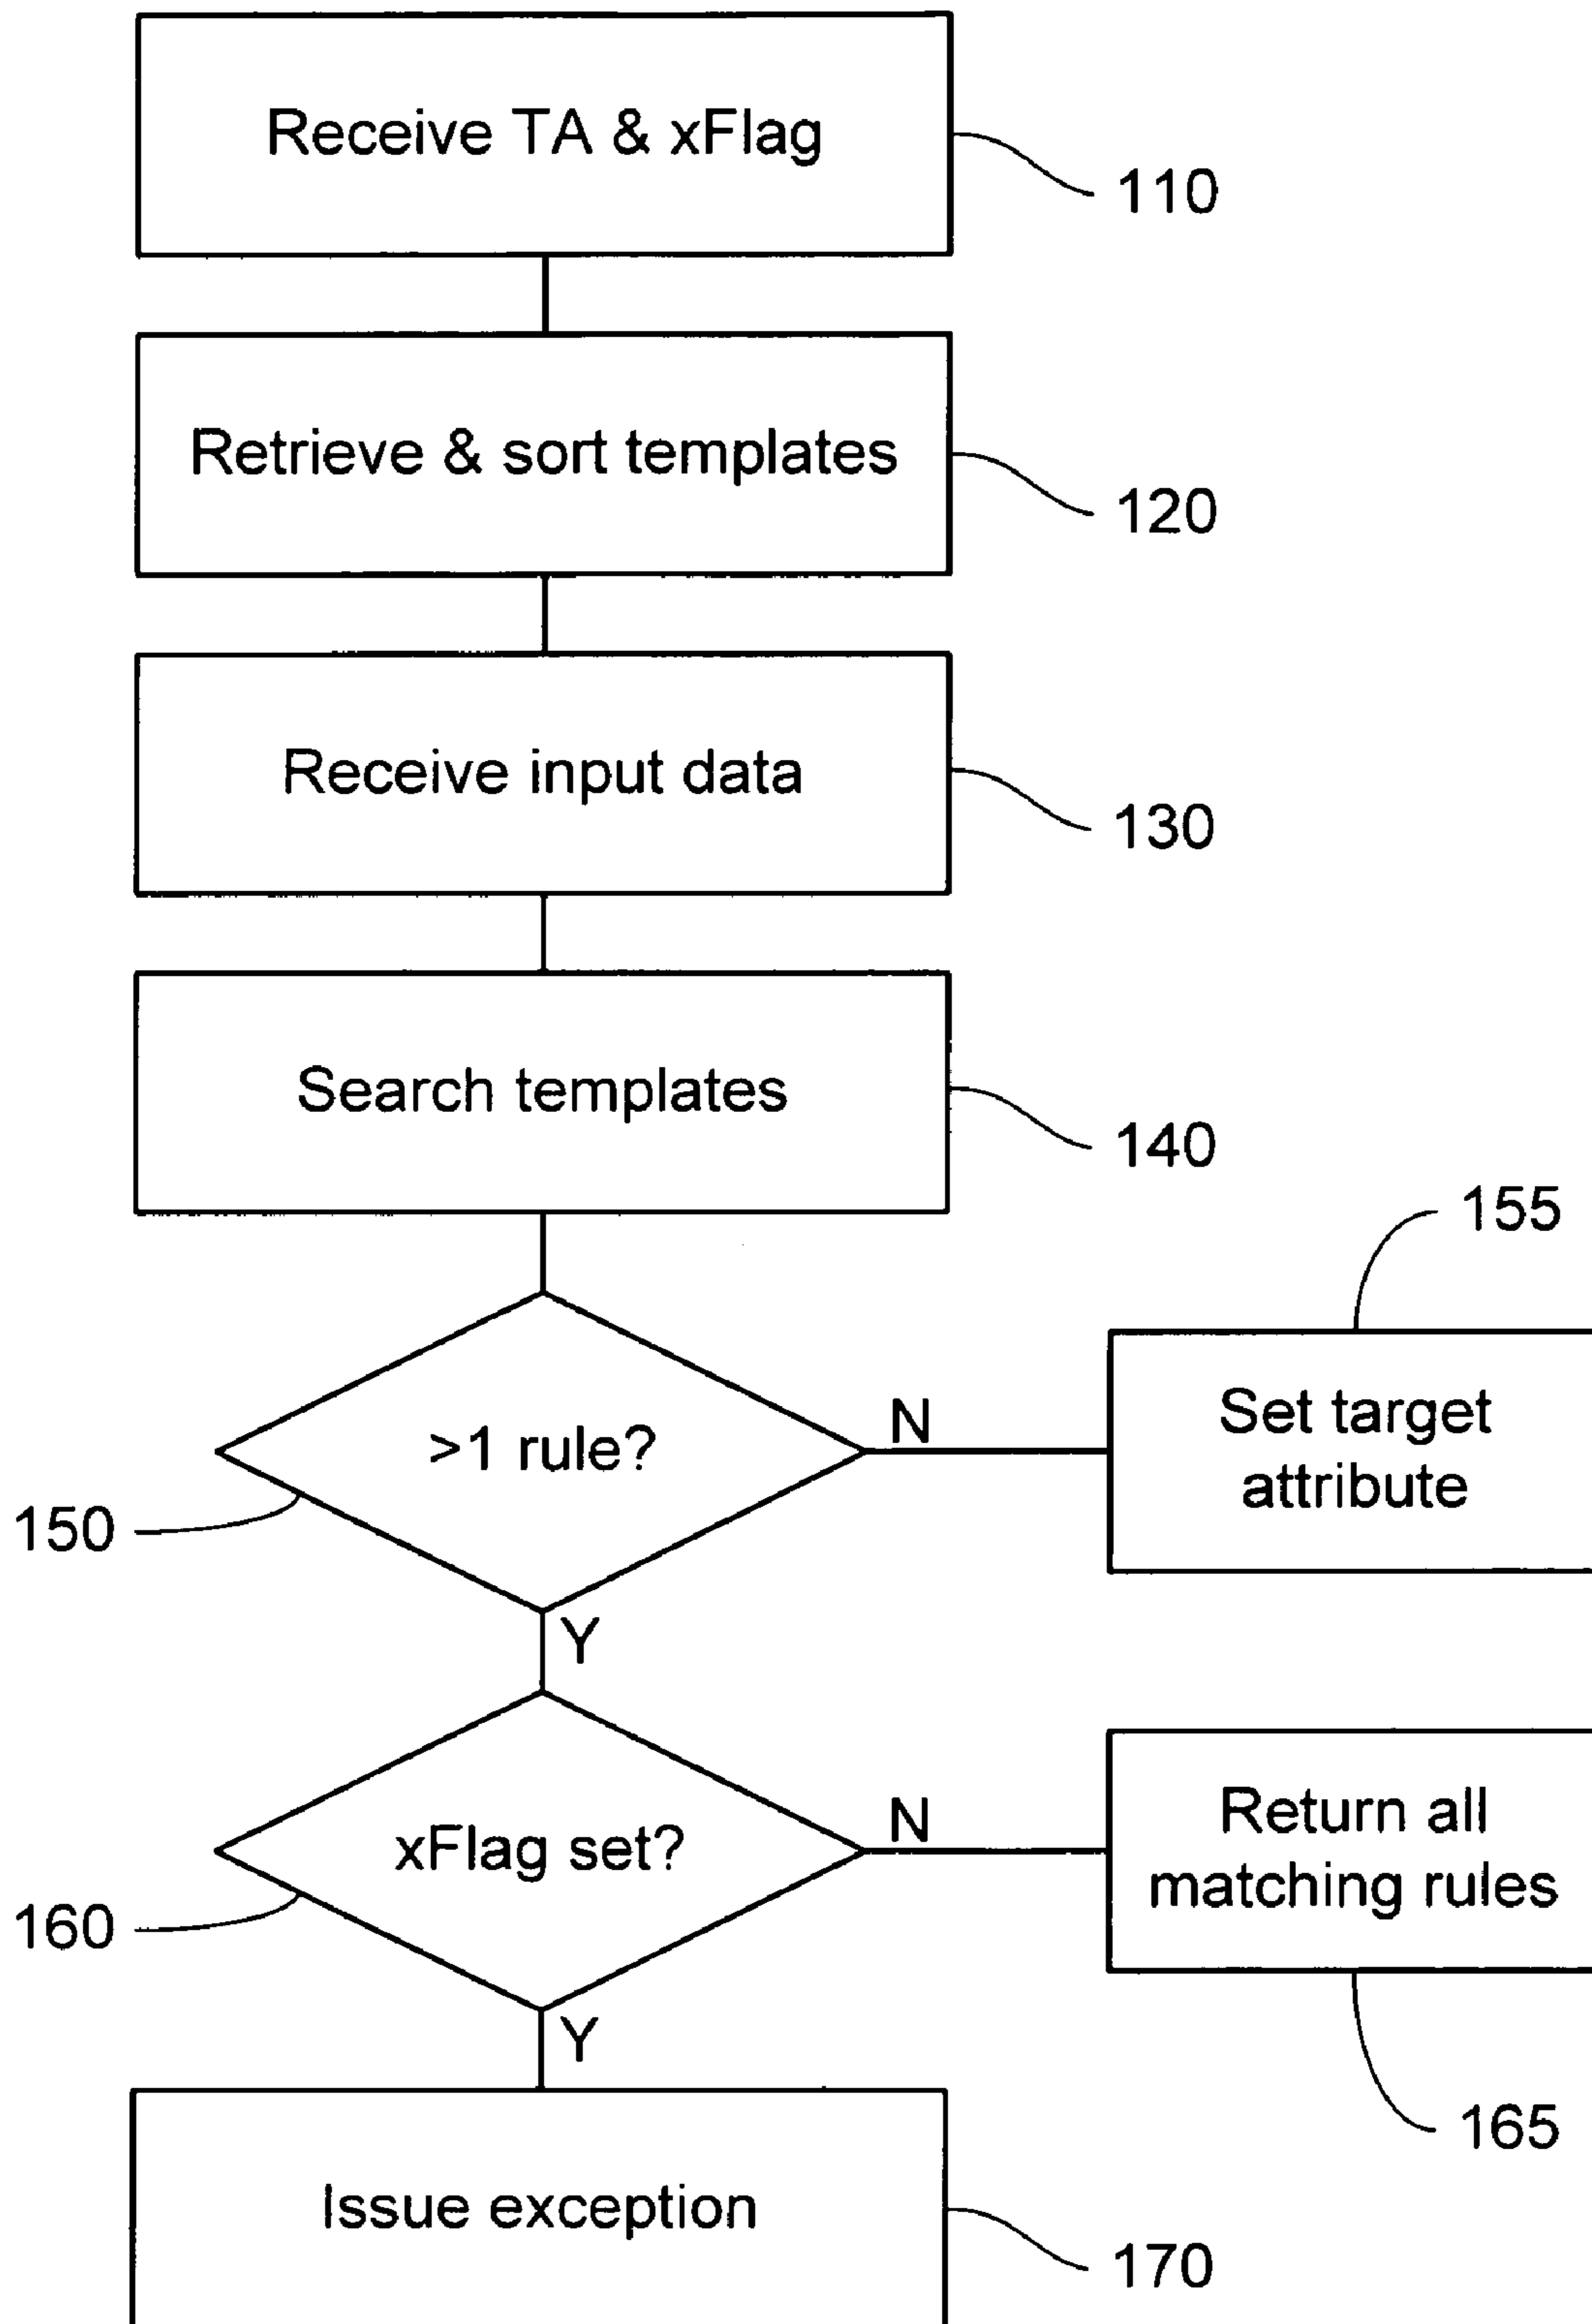 Receive TA & xFlag
110
Retrieve & sort templates
120
Receive input data
130
Search templates
140
155
>1 rule?
N
Set target
attribute
150
Y
xFlag set?
N
Return all
matching rules
160
Y
165
Issue exception
170